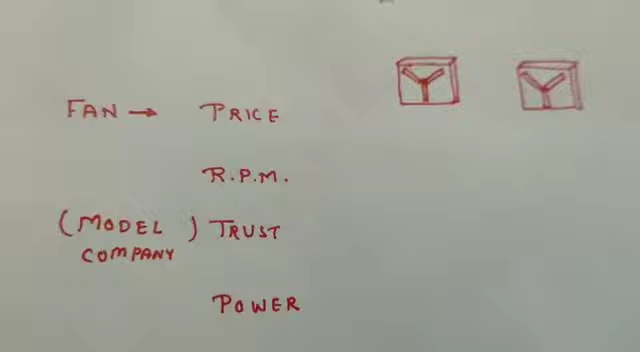 FAN → PRICE
R.P.M.
(MODEL COMPANY) TRUST
POWER